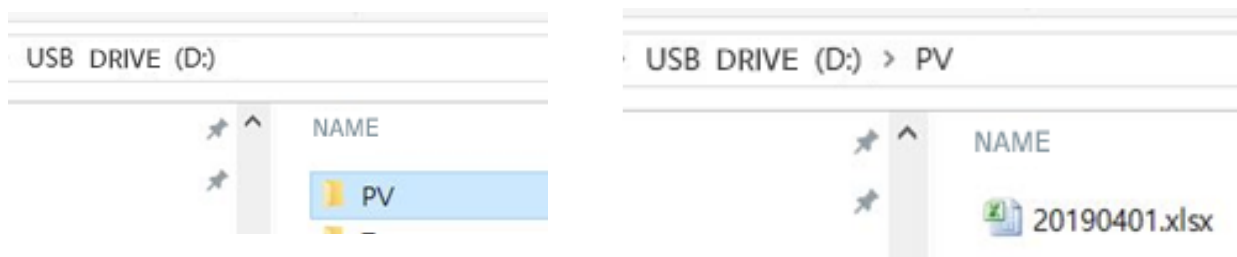 USB DRIVE (D:)
NAME
PV
USB DRIVE (D:) > PV
NAME
20190401.xlsx